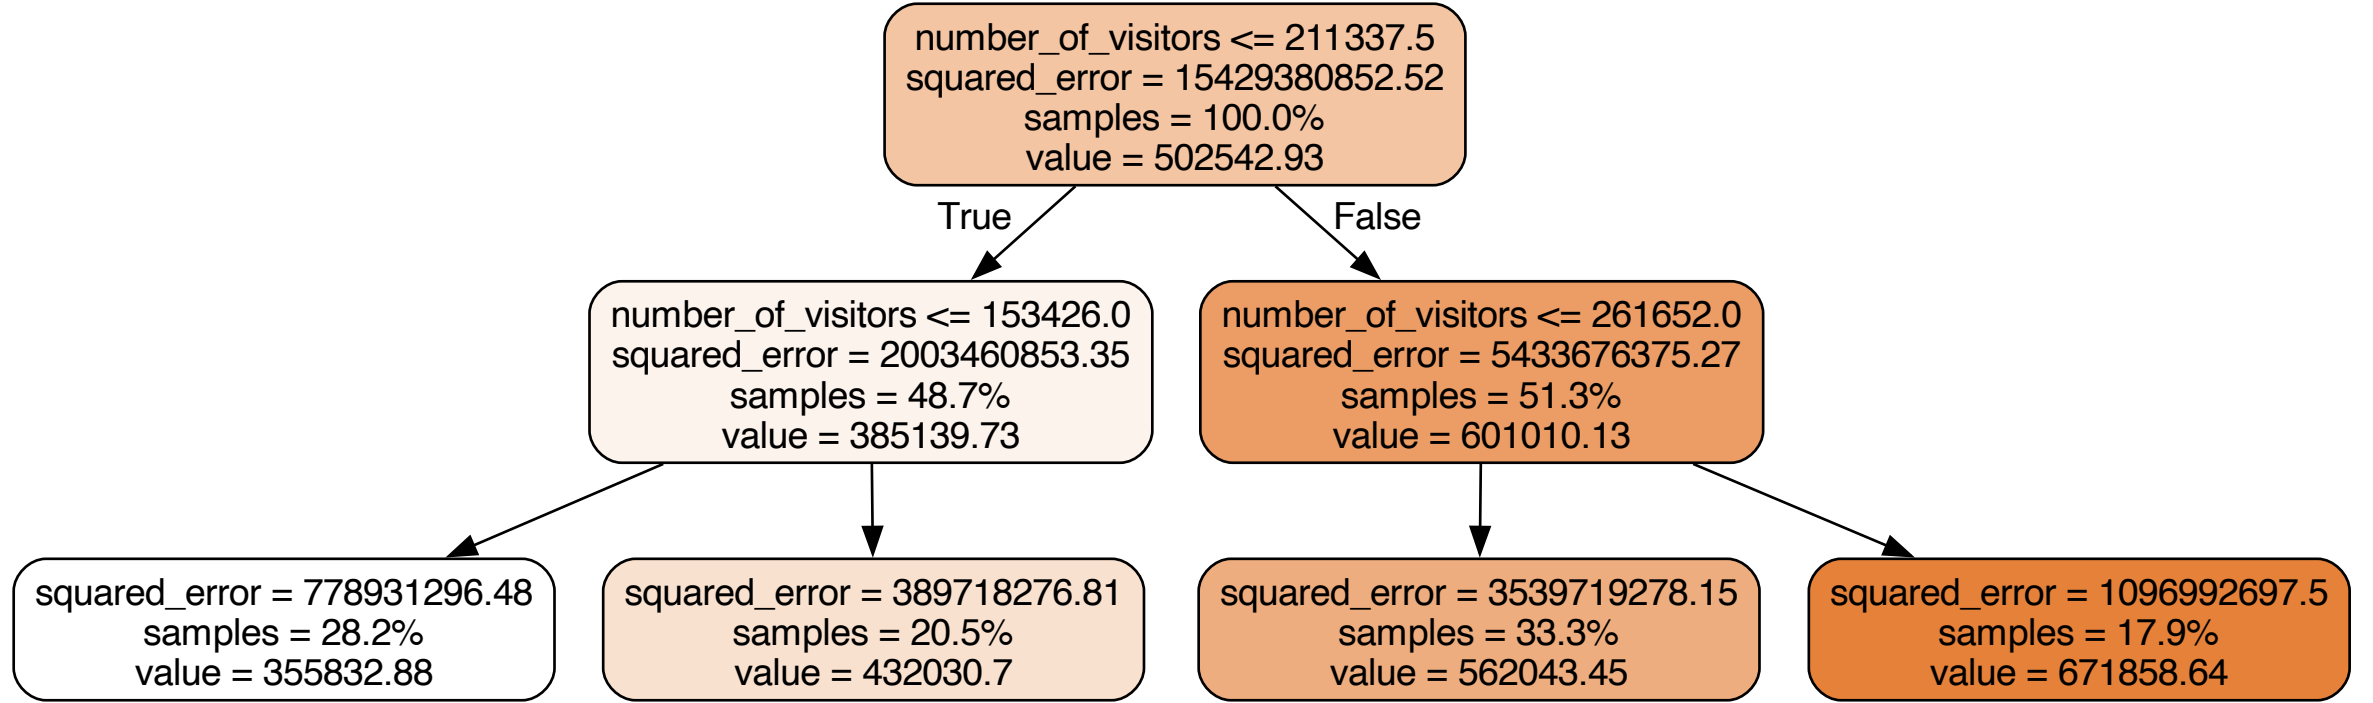 number_of_visitors <= 211337.5
squared_error = 15429380852.52
samples = 100.0%
value = 502542.93
True
False
number_of_visitors <= 153426.0
squared_error = 2003460853.35
samples = 48.7%
value = 385139.73
number_of_visitors <= 261652.0
squared_error = 5433676375.27
samples = 51.3%
value = 601010.13
squared_error = 778931296.48
samples = 28.2%
value = 355832.88
squared_error = 389718276.81
samples = 20.5%
value = 432030.7
squared_error = 3539719278.15
samples = 33.3%
value = 562043.45
squared_error = 1096992697.5
samples = 17.9%
value = 671858.64